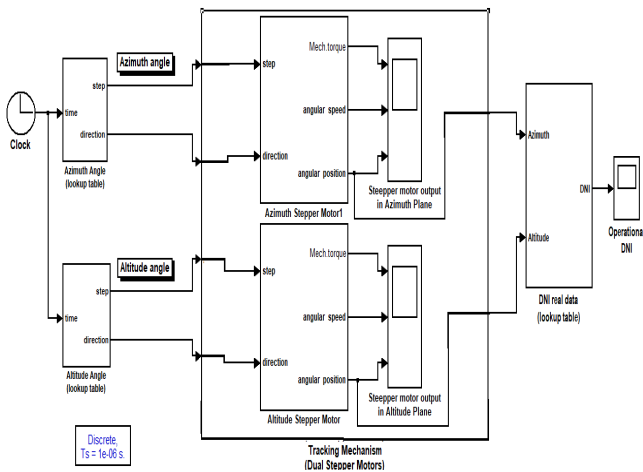 Clock
time
step
direction
Azimuth Angle
(lookup table)
Azimuth angle
step
direction
Mech.torque
angular speed
angular position
Azimuth Stepper Motor1
Steepper motor output
in Azimuth Plane
time
step
direction
Altitude Angle
(lookup table)
Altitude angle
step
direction
Mech.torque
angular speed
angular position
Altitude Stepper Motor
Steepper motor output
in Altitude Plane
Azimuth
Altitude
DNI
DNI real data
(lookup table)
Operationa
DNI
Discrete,
Ts = 1e-06 s.
Tracking Mechanism
(Dual Stepper Motors)